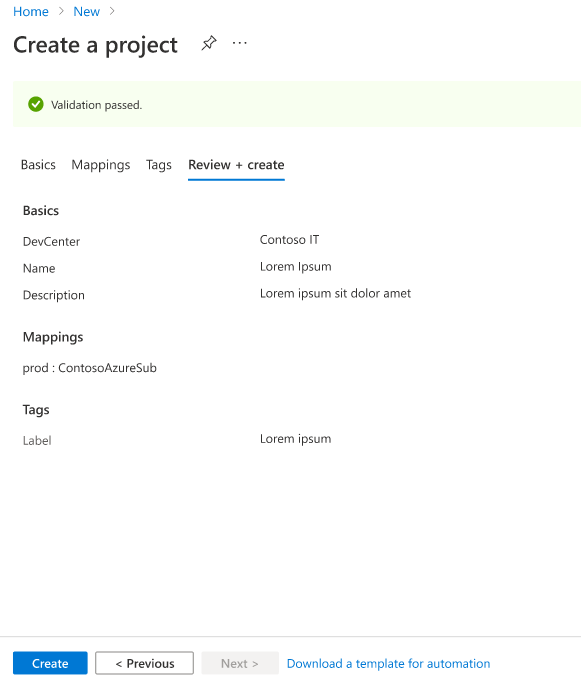 Home > New >
Create a project ...
Validation passed.
Basics Mappings Tags Review + create
Basics
DevCenter Contoso IT
Name Lorem Ipsum
Description Lorem ipsum sit dolor amet
Mappings
prod : ContosoAzureSub
Tags
Label Lorem ipsum
Create < Previous Next > Download a template for automation